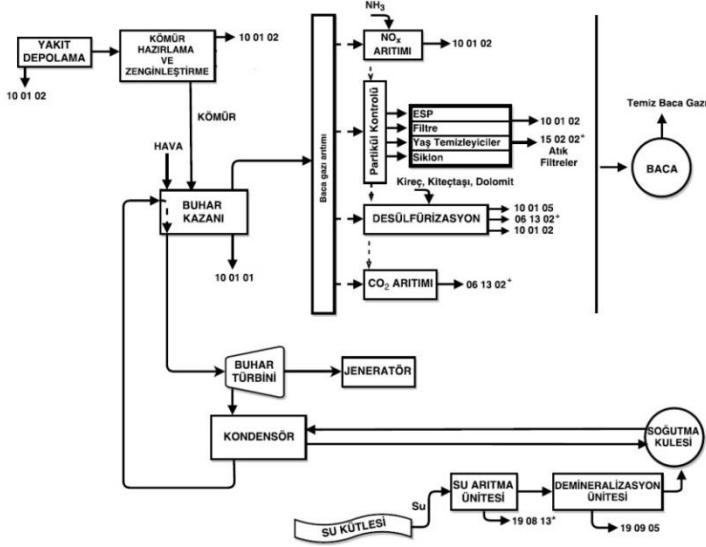 YAKIT
DEPOLAMA
10 01 02
KÖMÜR
HAZIRLAMA
VE
ZENGİNLEŞTİRME
10 01 02
KÖMÜR
HAVA
BUHAR
KAZANI
10 01 01
Baca gazı arıtımı
NH3
NOx
ARITIMI
10 01 02
Partikül Kontrolü
ESP
Filtre
Yaş Temizleyiciler
Siklon
10 01 02
15 02 02*
Atık
Filtreler
Kireç, Kiteçtaşı, Dolomit
DESÜLFÜRİZASYON
10 01 05
06 13 02*
10 01 02
CO2 ARITIMI
06 13 02*
Temiz Baca Gazı
BACA
BUHAR
TÜRBİNİ
JENERATÖR
KONDENSÖR
SOĞUTMA
KULESİ
SU KÜTLESİ
Su
SU ARITMA
ÜNİTESİ
19 08 13*
DEMİNERALİZASYON
ÜNİTESİ
19 09 05